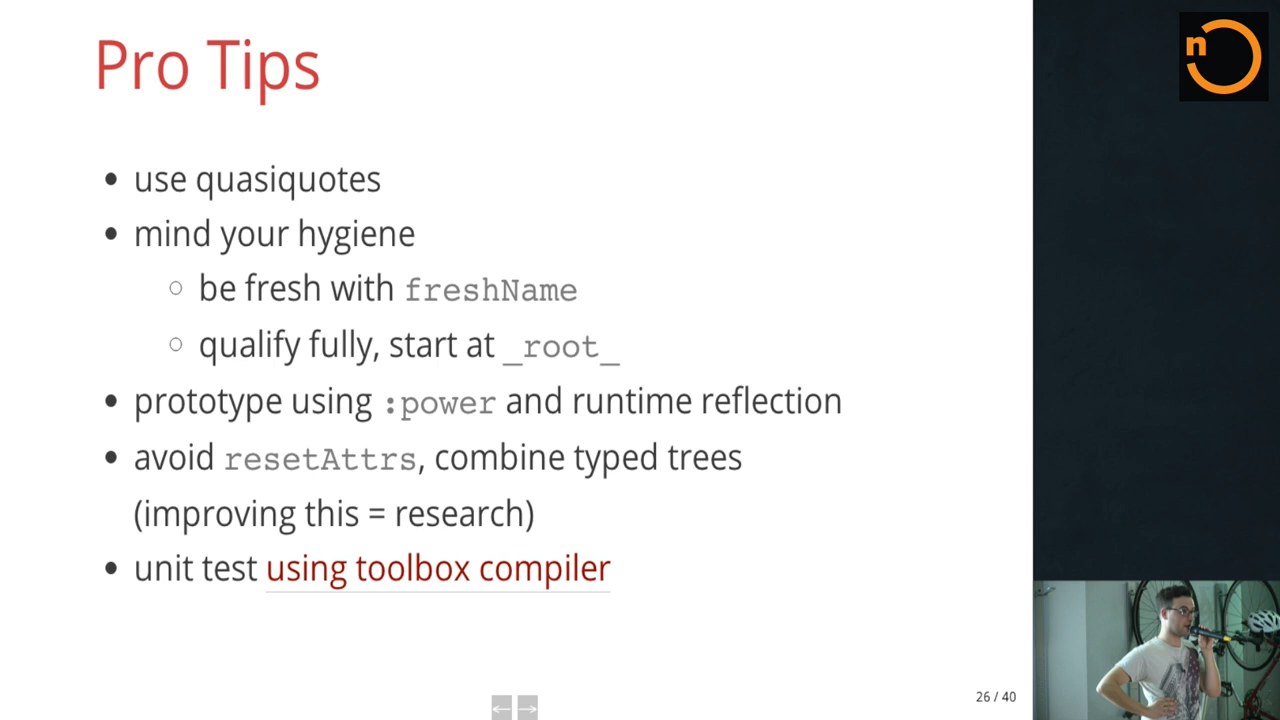 Pro Tips
n
use quasiquotes
mind your hygiene
be fresh with freshName
qualify fully, start at _root_
prototype using :power and runtime reflection
avoid resetAttrs, combine typed trees
(improving this = research)
unit test using toolbox compiler
26 / 40